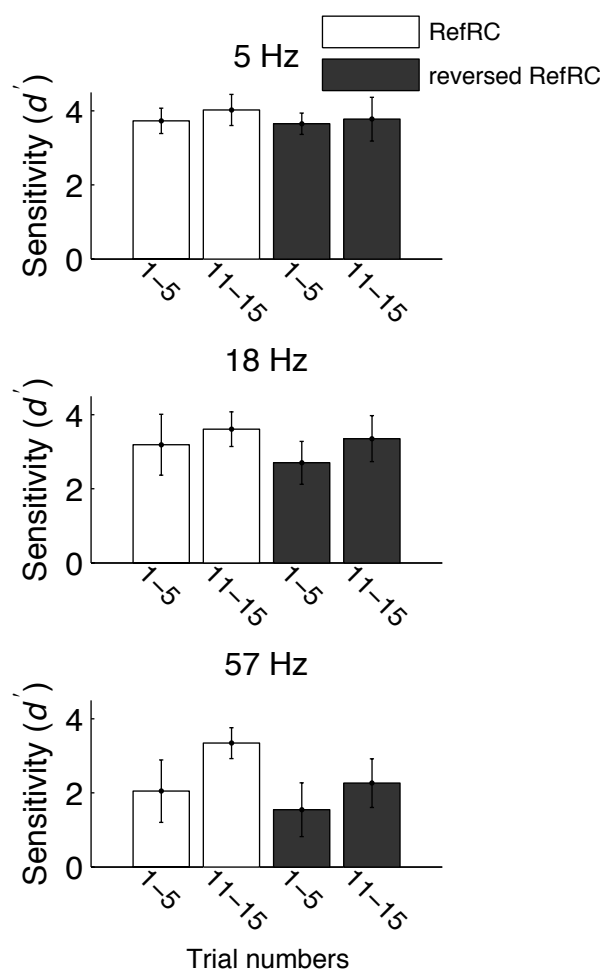 RefRC
reversed RefRC
5 Hz
Sensitivity (d')
4
2
0
1–5
11–15
1–5
11–15
18 Hz
Sensitivity (d')
4
2
0
1–5
11–15
1–5
11–15
57 Hz
Sensitivity (d')
4
2
0
1–5
11–15
1–5
11–15
Trial numbers